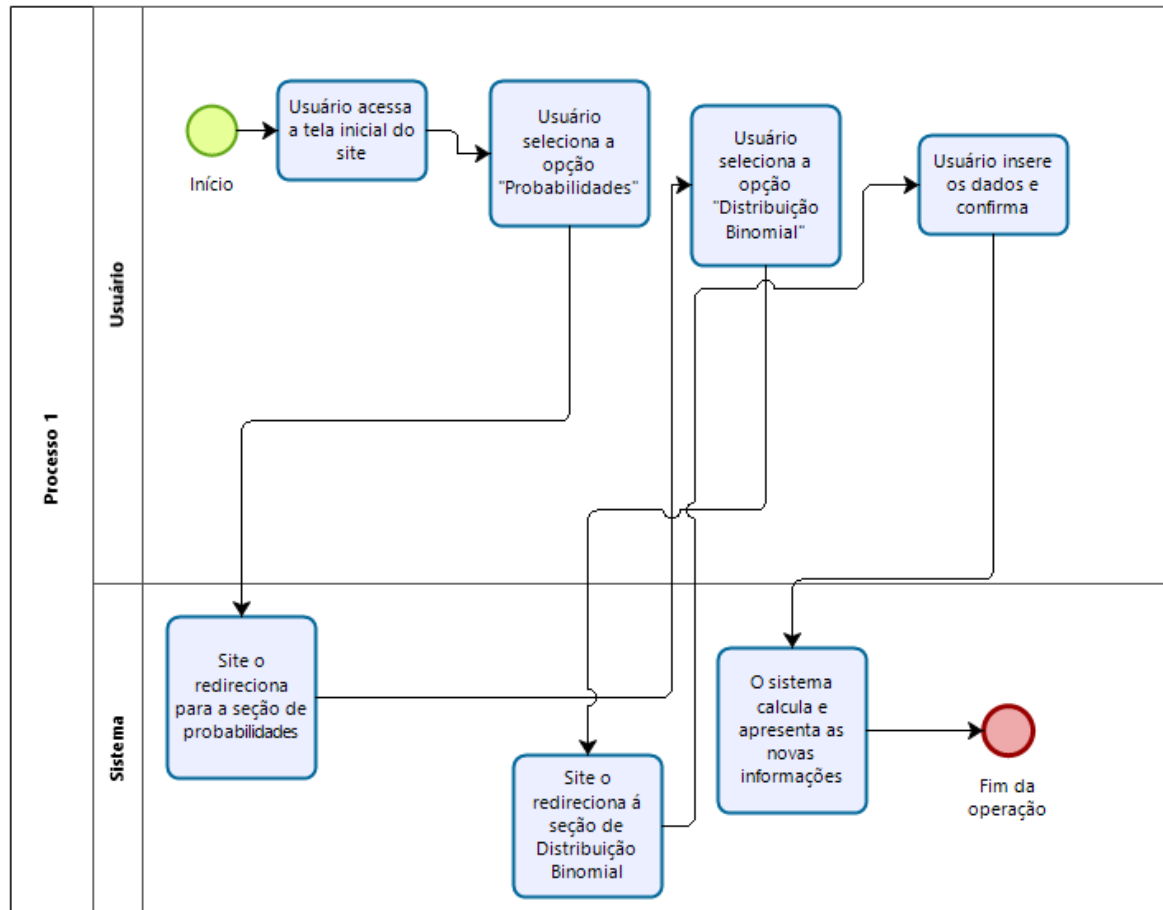 Processo 1
Usuário
Início
Usuário acessa
a tela inicial do
site
Usuário
seleciona a
opção
"Probabilidades"
Usuário
seleciona a
opção
"Distribuição
Binomial"
Usuário insere
os dados e
confirma
Sistema
Site o
redireciona
para a seção de
probabilidades
Site o
redireciona á
seção de
Distribuição
Binomial
O sistema
calcula e
apresenta as
novas
informações
Fim da
operação